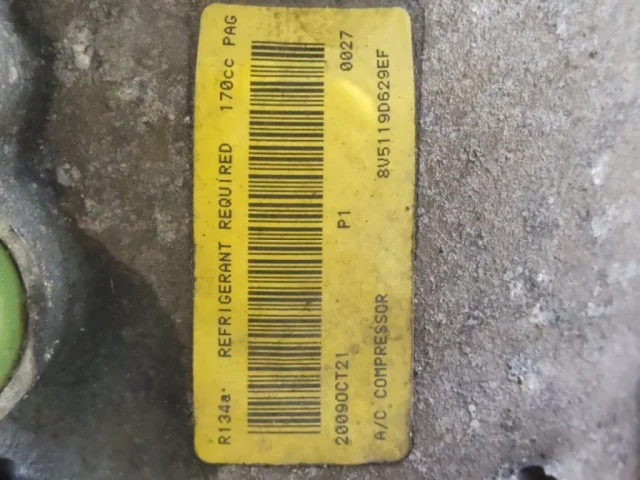 R134a REFRIGERANT REQUIRED 170cc PAG
2009OCT21 P1 0027
A/C COMPRESSOR 8V5119D629EF